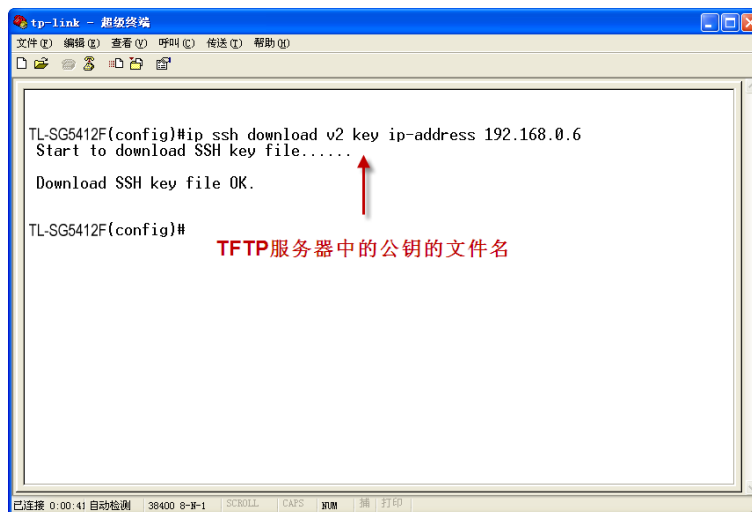 tp-link - 超级终端
文件(F) 编辑(E) 查看(V) 呼叫(C) 传送(T) 帮助(H)
TL-SG5412F(config)#ip ssh download v2 key ip-address 192.168.0.6
Start to download SSH key file......
Download SSH key file OK.
TL-SG5412F(config)#
TFTP服务器中的公钥的文件名
已连接 0:00:41 自动检测 38400 8-N-1 SCROLL CAPS NUM 捕 打印